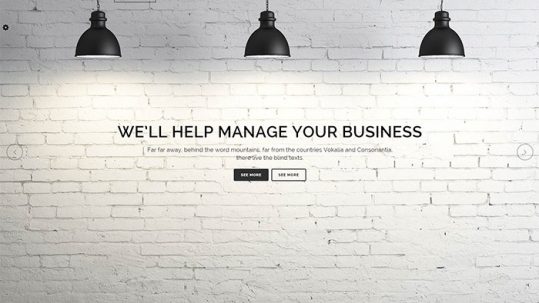 WE'LL HELP MANAGE YOUR BUSINESS
Far far away, behind the word mountains, far from the countries Vokalia and Consonantia,
there live the blind texts.
SEE MORE
SEE MORE